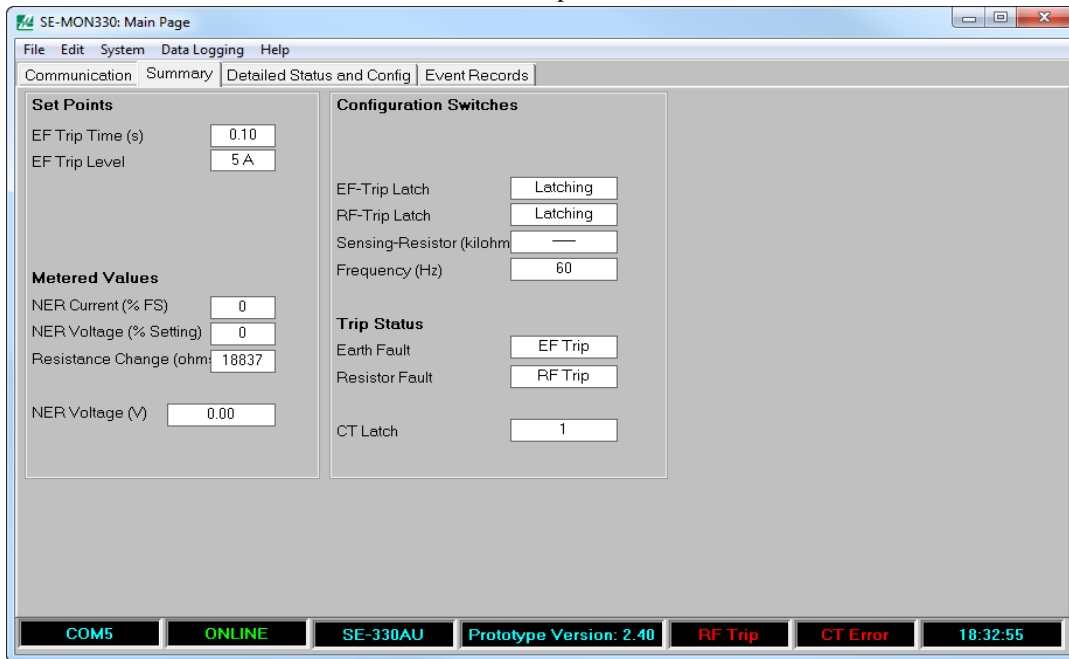 SE-MON330: Main Page
File Edit System Data Logging Help
Communication Summary Detailed Status and Config Event Records
Set Points
EF Trip Time (s) 0.10
EF Trip Level 5 A
Metered Values
NER Current (% FS) 0
NER Voltage (% Setting) 0
Resistance Change (ohms 18837
NER Voltage (V) 0.00
Configuration Switches
EF-Trip Latch Latching
RF-Trip Latch Latching
Sensing-Resistor (kilohm —
Frequency (Hz) 60
Trip Status
Earth Fault EF Trip
Resistor Fault RF Trip
CT Latch 1
COM5 ONLINE SE-330AU Prototype Version: 2.40 RF Trip CT Error 18:32:55